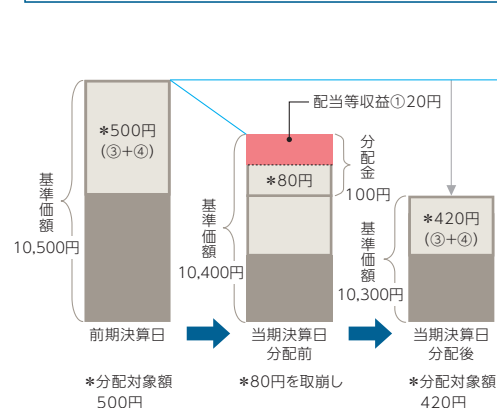 配当等収益①20円
＊500円
(③+④)
分配金
100円
＊80円
基準価額
10,500円
基準価額
10,400円
＊420円
(③+④)
基準価額
10,300円
前期決算日
当期決算日
分配前
当期決算日
分配後
＊分配対象額
500円
＊80円を取崩し
＊分配対象額
420円